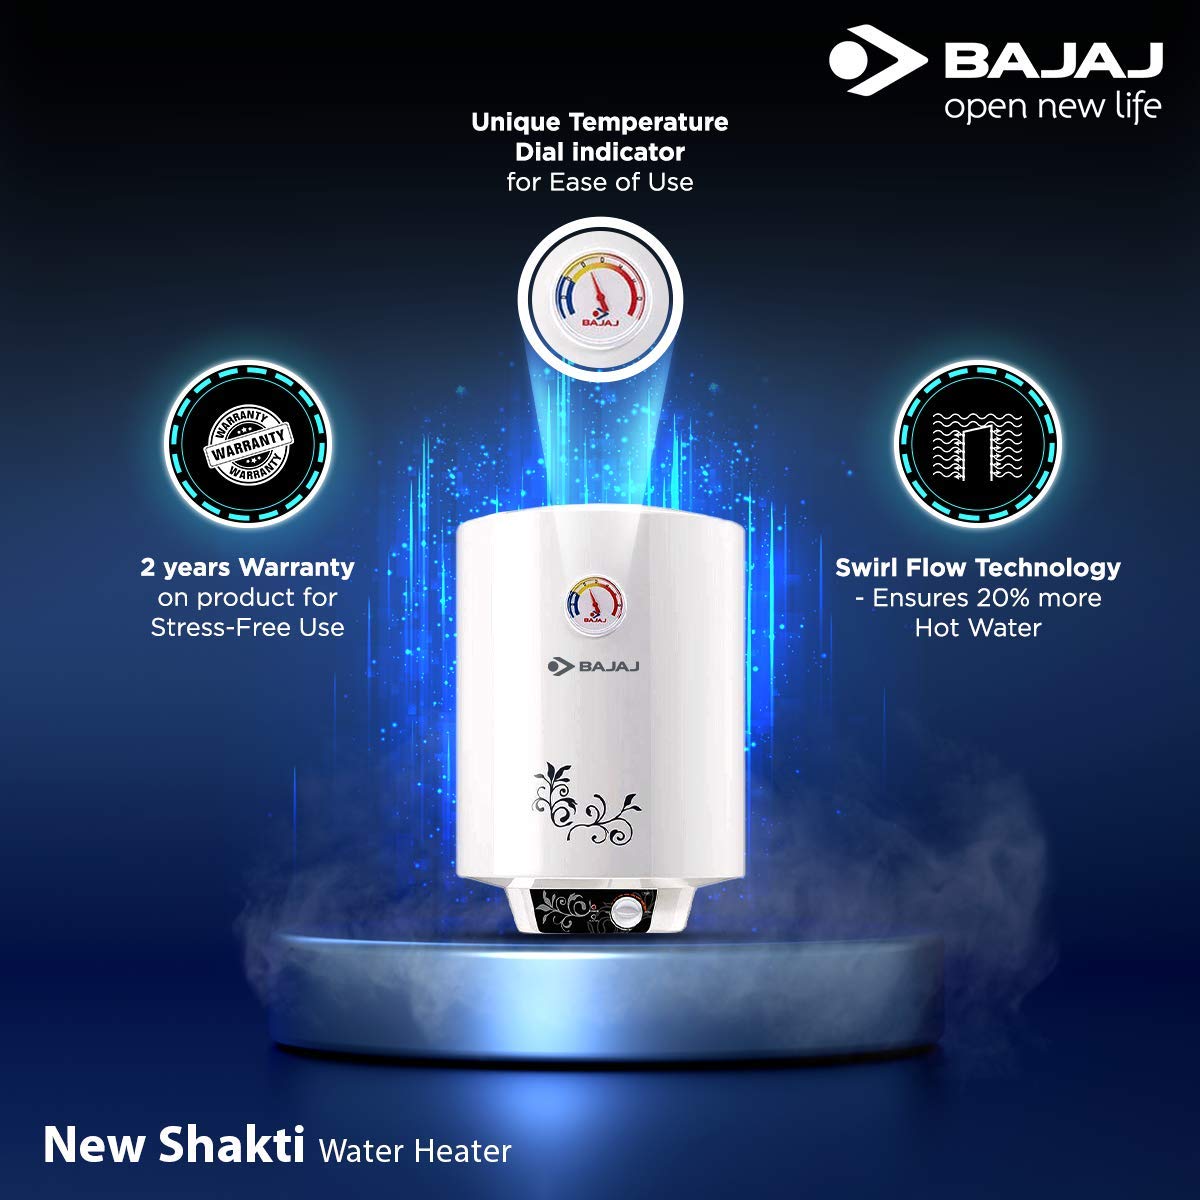 BAJAJ
open new life
Unique Temperature
Dial indicator
for Ease of Use
BAJAJ
WARRANTY
WARRANTY
WARRANTY
2 years Warranty
on product for
Stress-Free Use
Swirl Flow Technology
- Ensures 20% more
Hot Water
BAJAJ
BAJAJ
New Shakti Water Heater